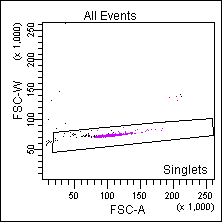 All Events
(x 1,000)
FSC-W
250
200
150
100
50
Singlets
50 100 150 200 250
(x 1,000)
FSC-A